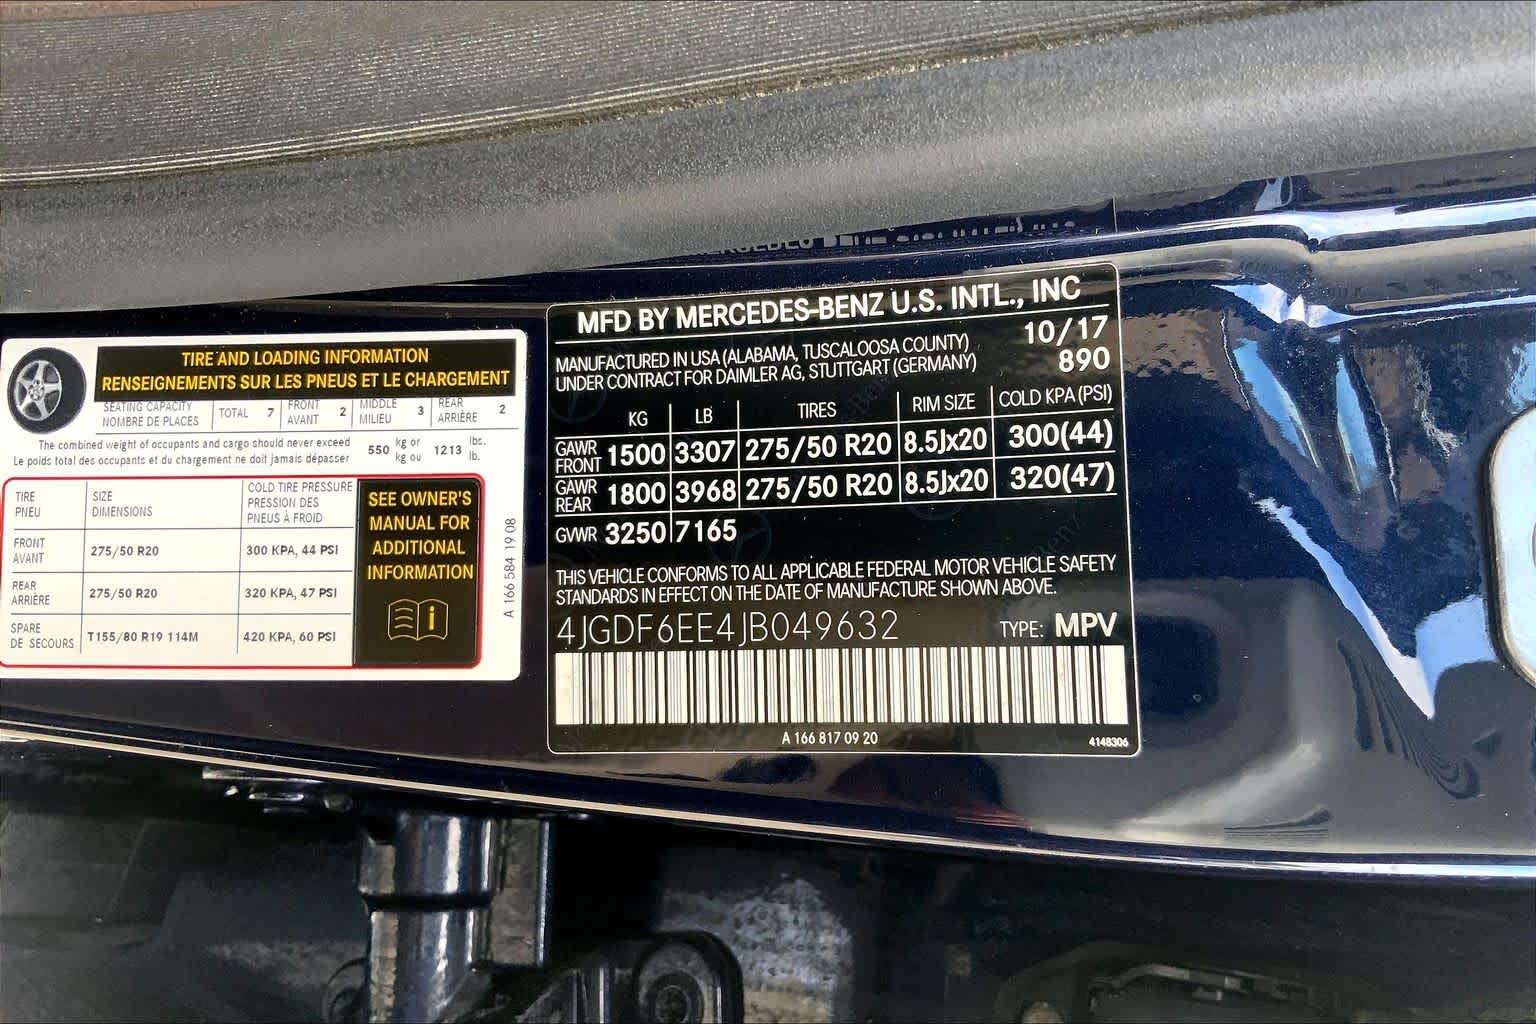 TIRE AND LOADING INFORMATION
RENSEIGNEMENTS SUR LES PNEUS ET LE CHARGEMENT
SEATING CAPACITY
NOMBRE DE PLACES
TOTAL 7
FRONT
AVANT 2
MIDDLE
MILIEU 3
REAR
ARRIÈRE 2
The combined weight of occupants and cargo should never exceed
Le poids total des occupants et du chargement ne doit jamais dépasser
550 kg or
kg ou
1213 lbs.
lb.
TIRE
PNEU
SIZE
DIMENSIONS
COLD TIRE PRESSURE
PRESSION DES
PNEUS À FROID
FRONT
AVANT
275/50 R20
300 KPA, 44 PSI
REAR
ARRIÈRE
275/50 R20
320 KPA, 47 PSI
SPARE
DE SECOURS
T155/80 R19 114M
420 KPA, 60 PSI
SEE OWNER'S
MANUAL FOR
ADDITIONAL
INFORMATION
i
A 166 584 19 08
MFD BY MERCEDES-BENZ U.S. INTL., INC
MANUFACTURED IN USA (ALABAMA, TUSCALOOSA COUNTY)
UNDER CONTRACT FOR DAIMLER AG, STUTTGART (GERMANY)
10/17
890
KG LB TIRES RIM SIZE COLD KPA (PSI)
GAWR
FRONT 1500 3307 275/50 R20 8.5Jx20 300(44)
GAWR
REAR 1800 3968 275/50 R20 8.5Jx20 320(47)
GVWR 3250 7165
THIS VEHICLE CONFORMS TO ALL APPLICABLE FEDERAL MOTOR VEHICLE SAFETY
STANDARDS IN EFFECT ON THE DATE OF MANUFACTURE SHOWN ABOVE.
4JGDF6EE4JB049632 TYPE: MPV
A 166 817 09 20
4148306